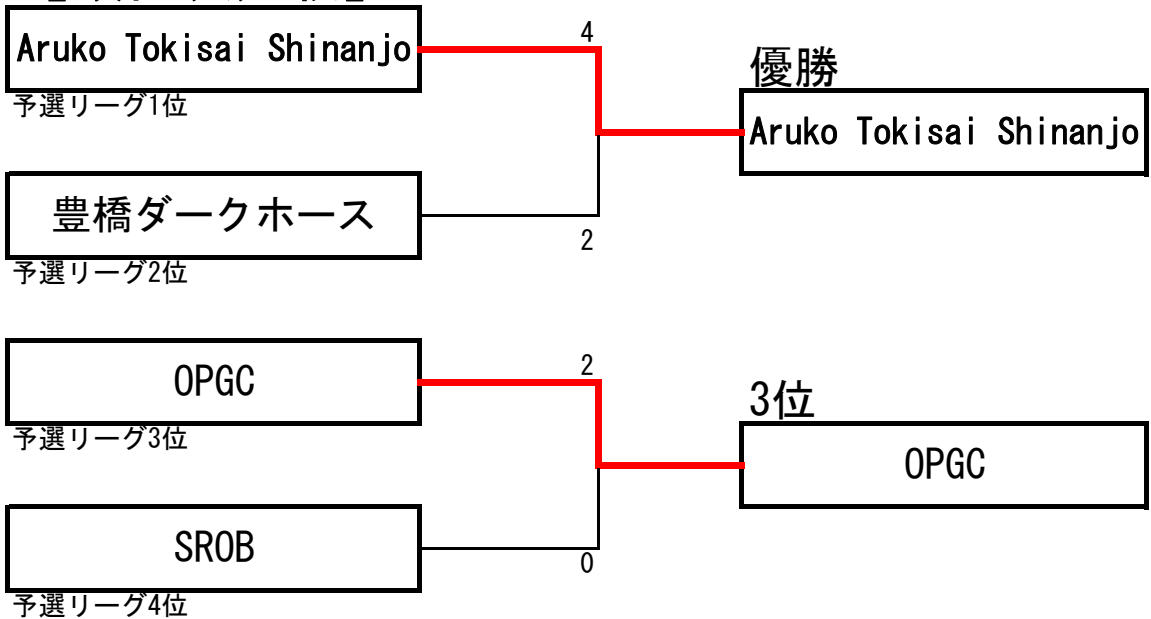 Aruko Tokisai Shinanjo
予選リーグ1位
4
優勝
Aruko Tokisai Shinanjo
豊橋ダークホース
予選リーグ2位
2
OPGC
予選リーグ3位
2
3位
OPGC
SROB
予選リーグ4位
0